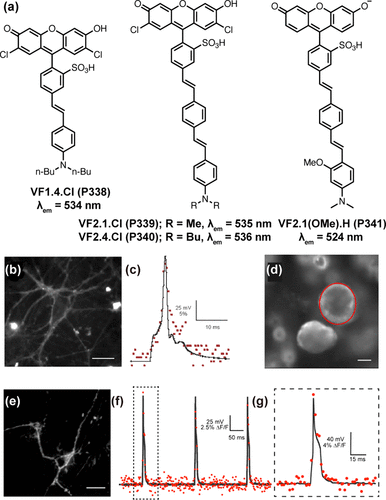 (a)
O
O
OH
Cl
Cl
SO3H
N
n-Bu
n-Bu
VF1.4.Cl (P338)
λem = 534 nm
O
O
OH
Cl
Cl
SO3H
N
R
R
VF2.1.Cl (P339); R = Me, λem = 535 nm
VF2.4.Cl (P340); R = Bu, λem = 536 nm
O
O
O−
SO3H
MeO
N
VF2.1(OMe).H (P341)
λem = 524 nm
(b)
(c)
25 mV
5%
10 ms
(d)
(e)
(f)
25 mV
2.5% ΔF/F
50 ms
(g)
40 mV
4% ΔF/F
15 ms